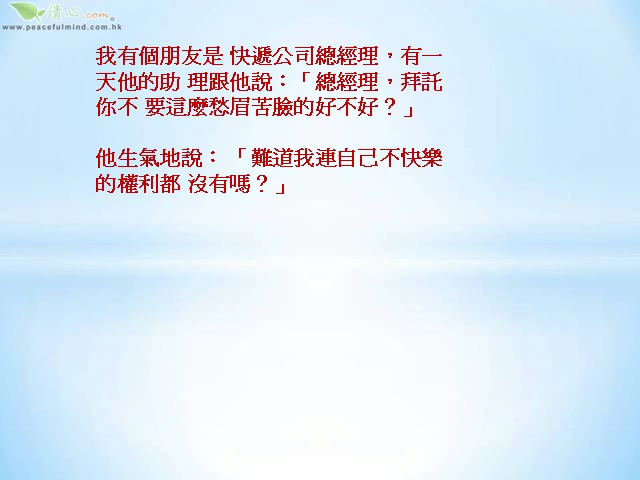 情心.com
www.peacefulmind.com.hk
我有個朋友是 快遞公司總經理，有一
天他的助 理跟他說：「總經理，拜託
你不 要這麼愁眉苦臉的好不好？」
他生氣地說： 「難道我連自己不快樂
的權利都 沒有嗎？」